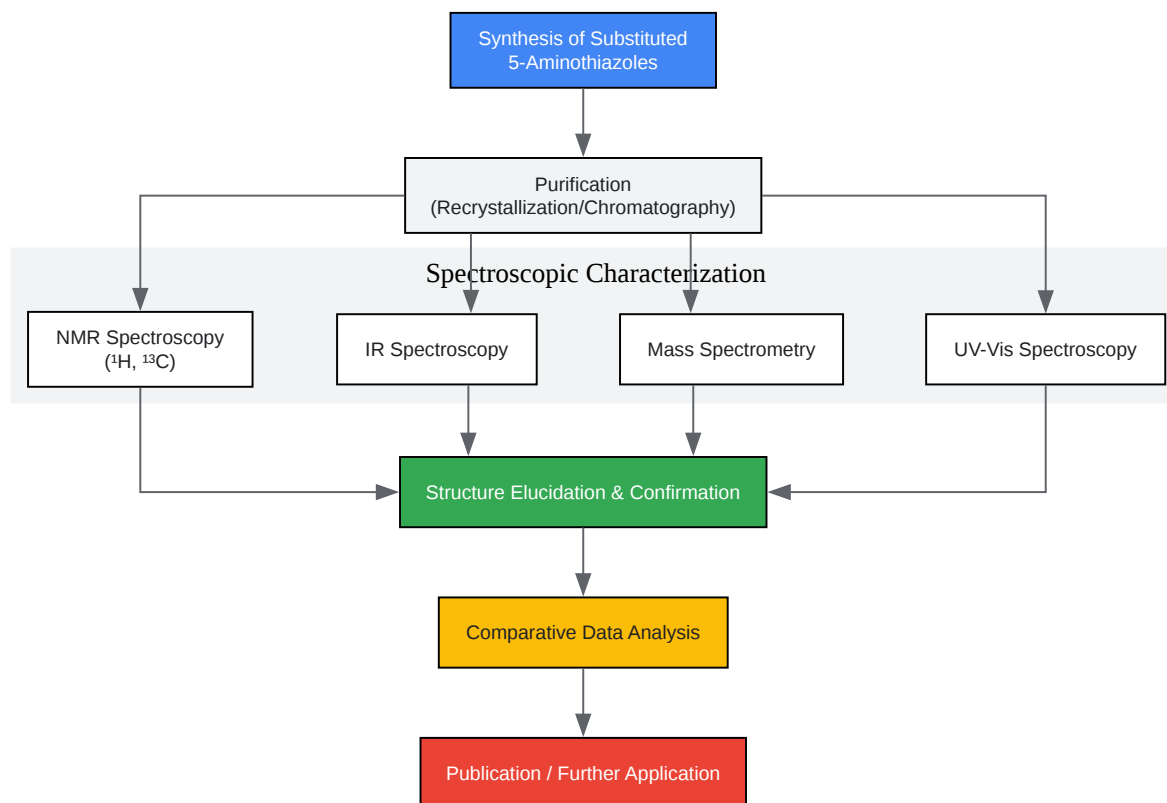 Synthesis of Substituted
5-Aminothiazoles
Purification
(Recrystallization/Chromatography)
Spectroscopic Characterization
NMR Spectroscopy
(¹H, ¹³C)
IR Spectroscopy
Mass Spectrometry
UV-Vis Spectroscopy
Structure Elucidation & Confirmation
Comparative Data Analysis
Publication / Further Application